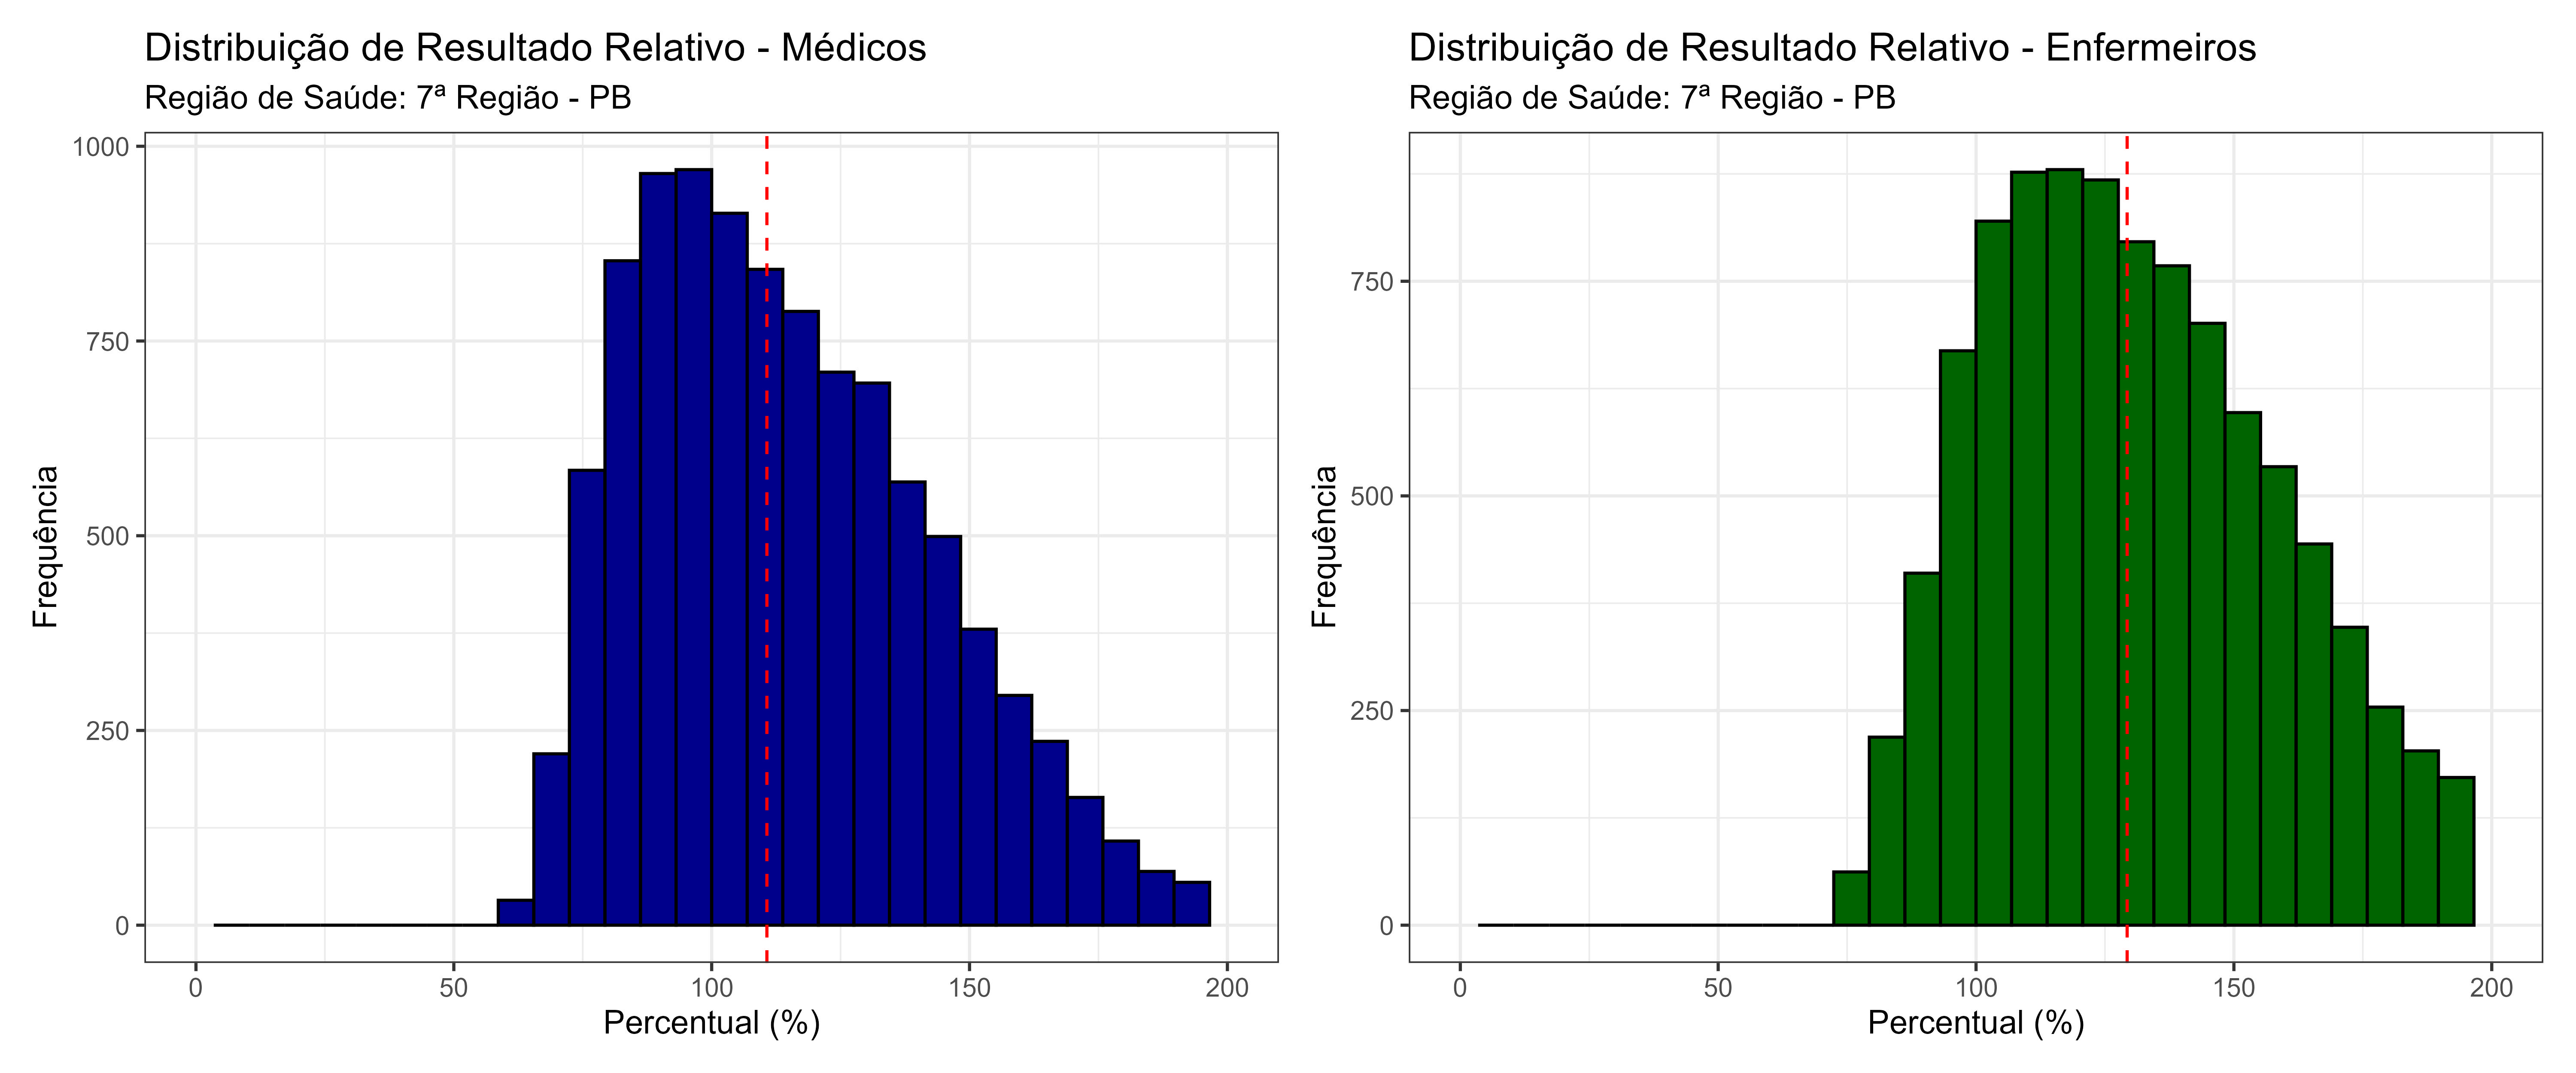 Distribuição de Resultado Relativo - Médicos
Região de Saúde: 7ª Região - PB
1000
750
500
250
0
Frequência
0 50 100 150 200
Percentual (%)
Distribuição de Resultado Relativo - Enfermeiros
Região de Saúde: 7ª Região - PB
750
500
250
0
Frequência
0 50 100 150 200
Percentual (%)